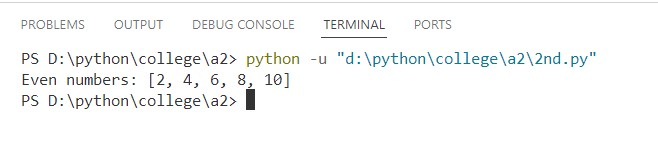 PROBLEMS OUTPUT DEBUG CONSOLE TERMINAL PORTS
PS D:\python\college\a2> python -u "d:\python\college\a2\2nd.py"
Even numbers: [2, 4, 6, 8, 10]
PS D:\python\college\a2>